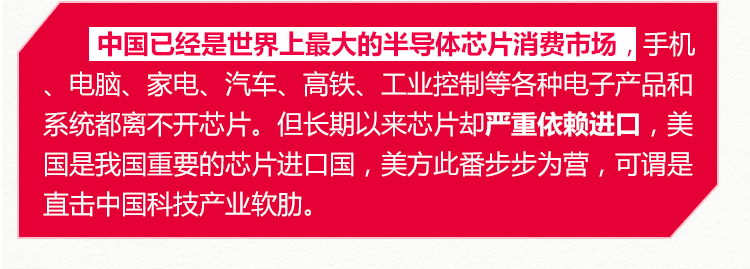 中国已经是世界上最大的半导体芯片消费市场，手机
、电脑、家电、汽车、高铁、工业控制等各种电子产品和
系统都离不开芯片。但长期以来芯片却严重依赖进口，美
国是我国重要的芯片进口国，美方此番步步为营，可谓是
直击中国科技产业软肋。